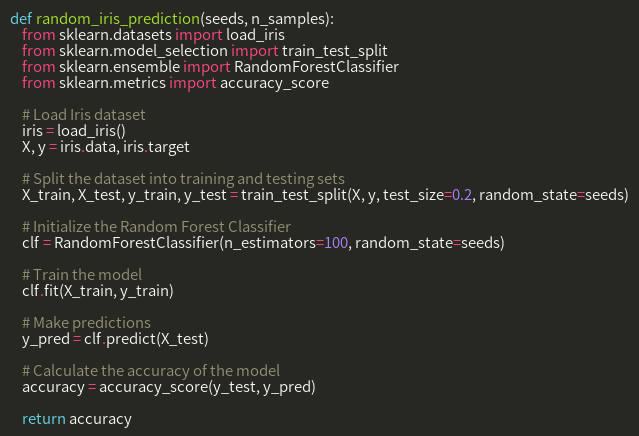 def random_iris_prediction(seeds, n_samples):
from sklearn.datasets import load_iris
from sklearn.model_selection import train_test_split
from sklearn.ensemble import RandomForestClassifier
from sklearn.metrics import accuracy_score
# Load Iris dataset
iris = load_iris()
X, y = iris.data, iris.target
# Split the dataset into training and testing sets
X_train, X_test, y_train, y_test = train_test_split(X, y, test_size=0.2, random_state=seeds)
# Initialize the Random Forest Classifier
clf = RandomForestClassifier(n_estimators=100, random_state=seeds)
# Train the model
clf.fit(X_train, y_train)
# Make predictions
y_pred = clf.predict(X_test)
# Calculate the accuracy of the model
accuracy = accuracy_score(y_test, y_pred)
return accuracy